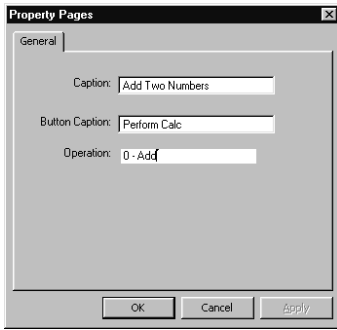 Property Pages
General
Caption: Add Two Numbers
Button Caption: Perform Calc
Operation: 0 - Add
OK Cancel Apply